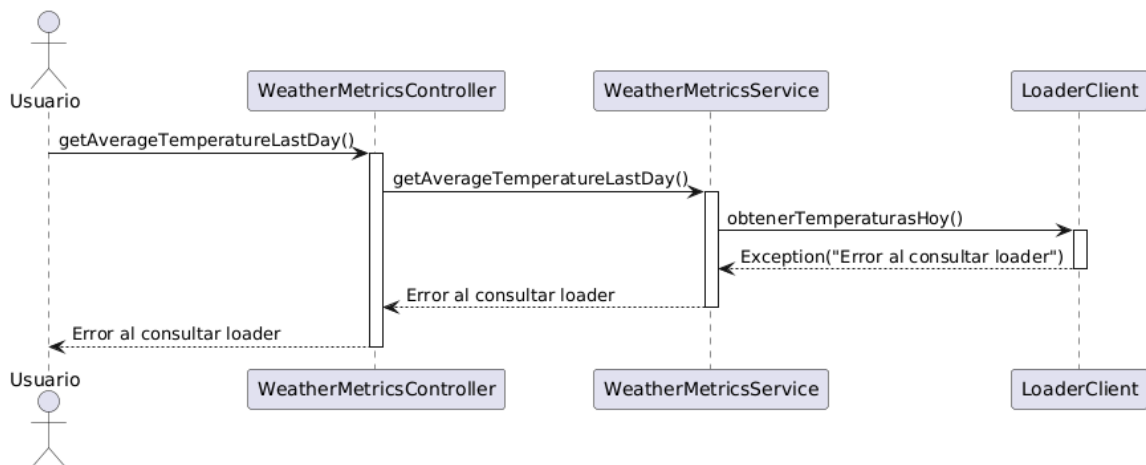 Usuario
WeatherMetricsController
WeatherMetricsService
LoaderClient
getAverageTemperatureLastDay()
getAverageTemperatureLastDay()
obtenerTemperaturasHoy()
Exception("Error al consultar loader")
Error al consultar loader
Error al consultar loader
Usuario
WeatherMetricsController
WeatherMetricsService
LoaderClient